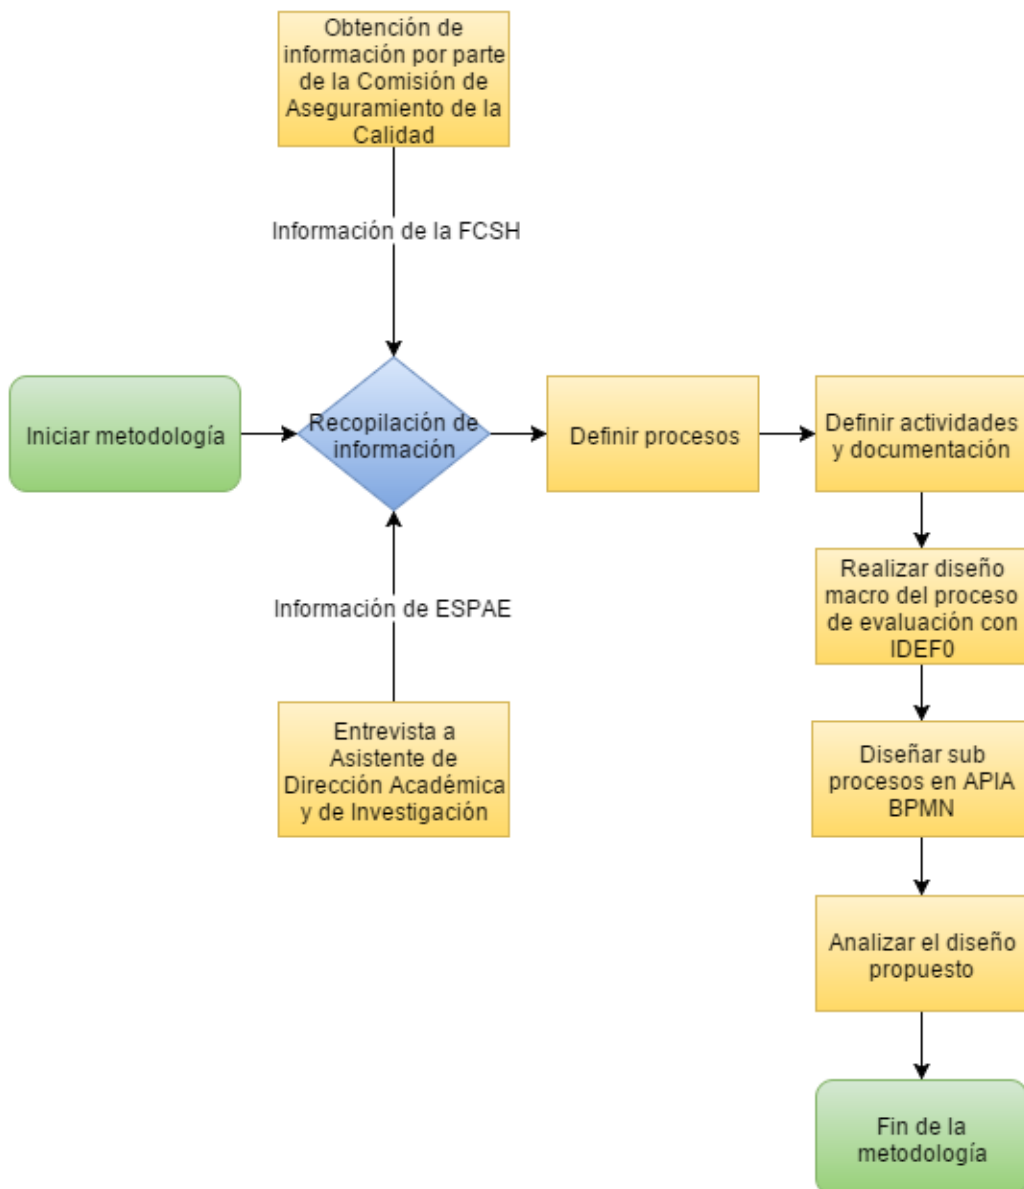 Obtención de
información por parte
de la Comisión de
Aseguramiento de la
Calidad
Información de la FCSH
Iniciar metodología
Recopilación de
información
Definir procesos
Definir actividades
y documentación
Información de ESPAE
Entrevista a
Asistente de
Dirección Académica
y de Investigación
Realizar diseño
macro del proceso
de evaluación con
IDEF0
Diseñar sub
procesos en APIA
BPMN
Analizar el diseño
propuesto
Fin de la
metodología